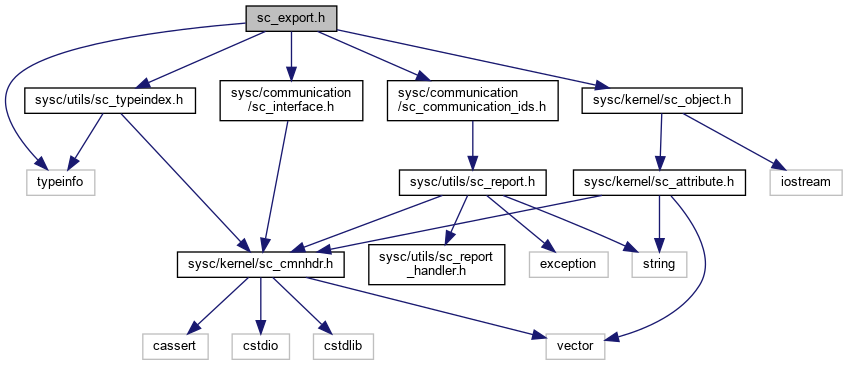 sc_export.h
sysc/utils/sc_typeindex.h
sysc/communication
/sc_interface.h
sysc/communication
/sc_communication_ids.h
sysc/kernel/sc_object.h
typeinfo
sysc/utils/sc_report.h
sysc/kernel/sc_attribute.h
iostream
sysc/kernel/sc_cmnhdr.h
sysc/utils/sc_report
_handler.h
exception
string
cassert
cstdio
cstdlib
vector